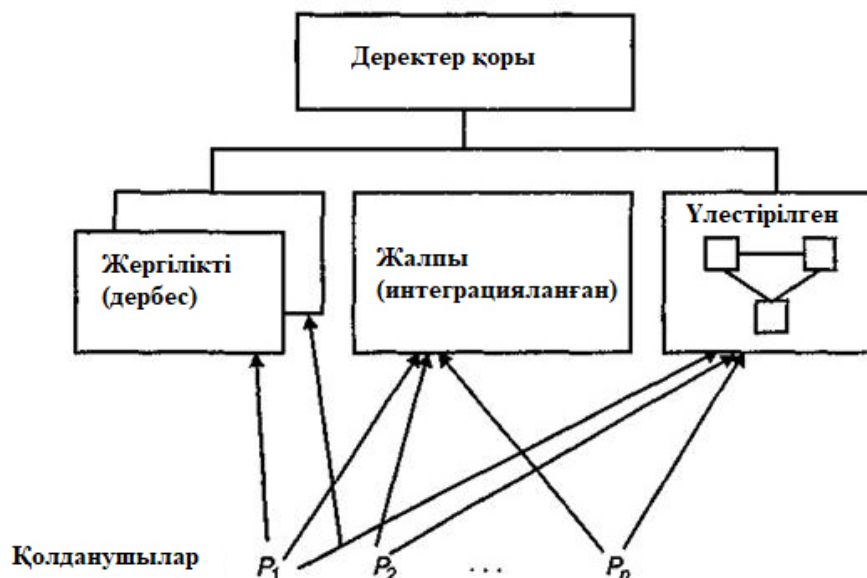 Деректер қоры
Жергілікті
(дербес)
Жалпы
(интеграцияланған)
Үлестірілген
Қолданушылар P1 P2 ... Pn